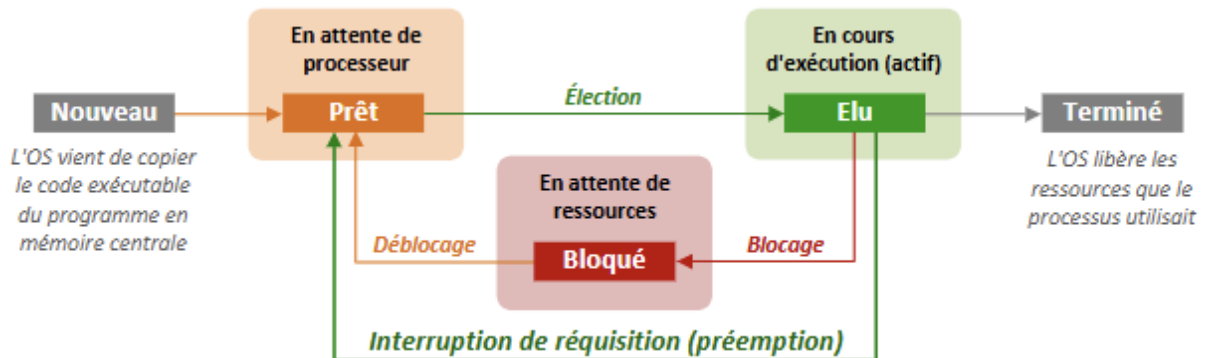 En attente de
processeur
En cours
d'exécution (actif)
Nouveau
Prêt
Élection
Elu
Terminé
L'OS vient de copier
le code exécutable
du programme en
mémoire centrale
L'OS libère les
ressources que le
processus utilisait
En attente de
ressources
Déblocage
Bloqué
Blocage
Interruption de réquisition (préemption)